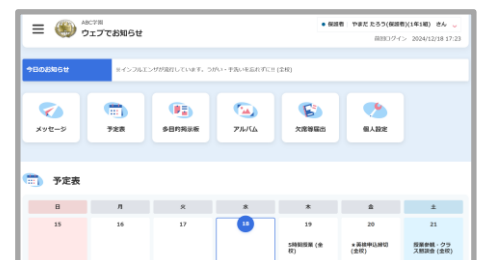 ABC学園
ウェブでお知らせ
● 保護者 やまだ たろう(保護者)(1年1組) さん
前回ログイン 2024/12/18 17:23
今日のお知らせ
※インフルエンザが流行しています。うがい・手洗いを忘れずに!! (全校)
メッセージ
予定表
多目的掲示板
アルバム
欠席等届出
個人設定
予定表
日 月 火 水 木 金 土
15 16 17 18 19 20 21
5時間授業 (全校)
★英検申込締切 (全校)
授業参観・クラス懇談会 (全校)